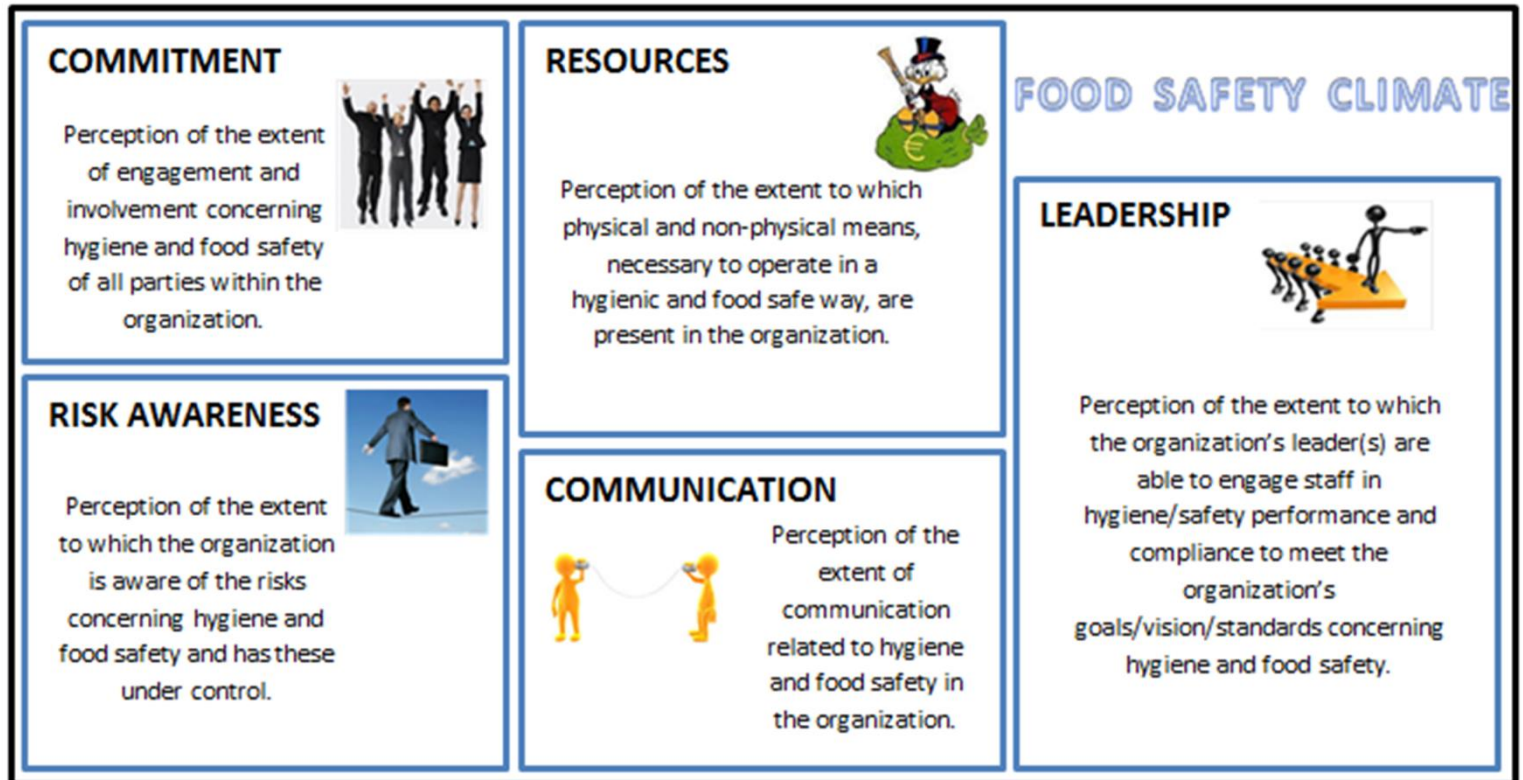 COMMITMENT
Perception of the extent
of engagement and
involvement concerning
hygiene and food safety
of all parties within the
organization.
RISK AWARENESS
Perception of the extent
to which the organization
is aware of the risks
concerning hygiene and
food safety and has these
under control.
RESOURCES
€
Perception of the extent to which
physical and non-physical means,
necessary to operate in a
hygienic and food safe way, are
present in the organization.
COMMUNICATION
Perception of the
extent of
communication
related to hygiene
and food safety in
the organization.
FOOD SAFETY CLIMATE
LEADERSHIP
Perception of the extent to which
the organization's leader(s) are
able to engage staff in
hygiene/safety performance and
compliance to meet the
organization's
goals/vision/standards concerning
hygiene and food safety.